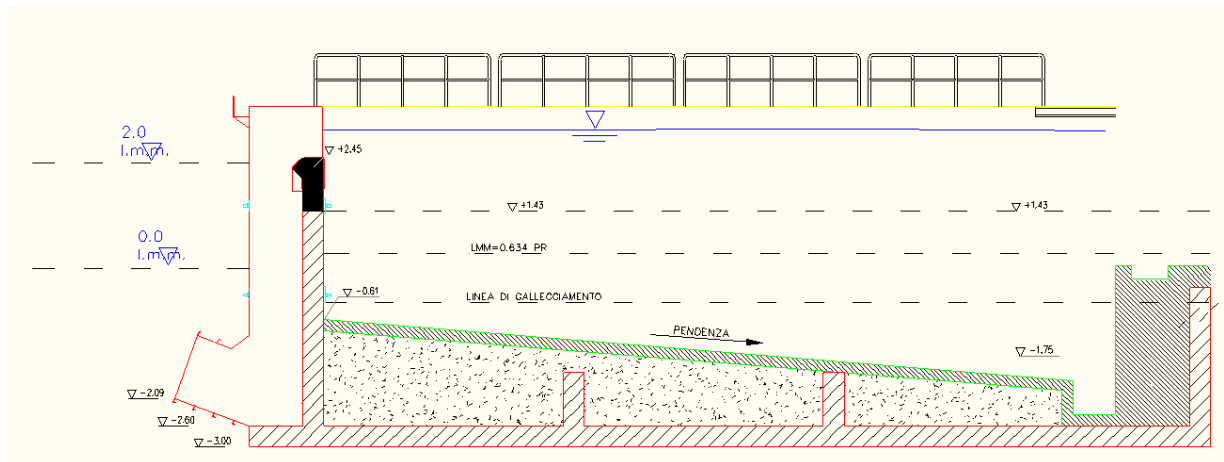 2.0
l.m.m.
+2.45
+1.43
+1.43
0.0
l.m.m.
LMM=0.634 PR
-0.61
LINEA DI GALLECCIAMENTO
PENDENZA
-1.75
-2.09
-2.60
-3.00